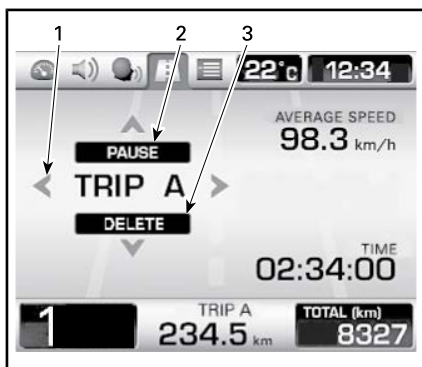 1 2 3
22°c 12:34
AVERAGE SPEED
98.3 km/h
PAUSE
TRIP A
DELETE
TIME
02:34:00
1
TRIP A
234.5 km
TOTAL (km)
8327